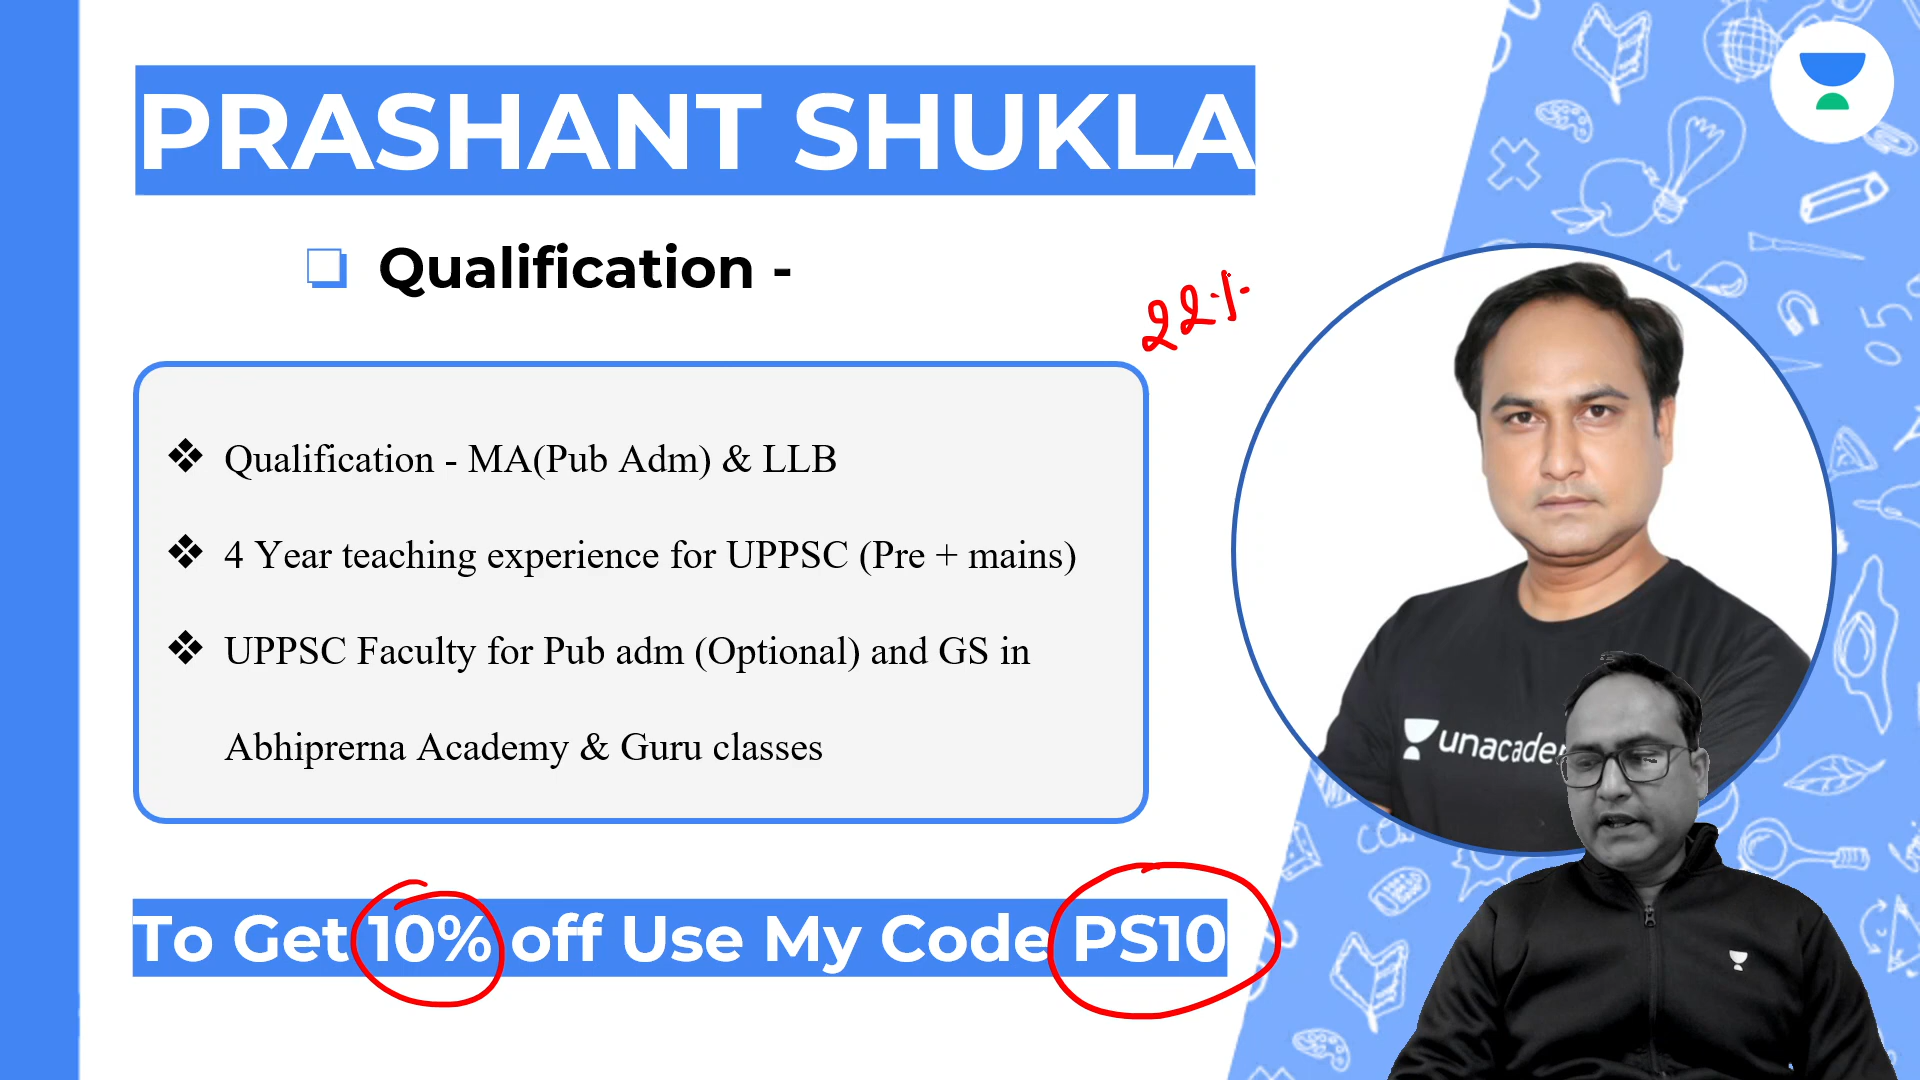 PRASHANT SHUKLA
❏ Qualification -
22%
❖ Qualification - MA(Pub Adm) & LLB
❖ 4 Year teaching experience for UPPSC (Pre + mains)
❖ UPPSC Faculty for Pub adm (Optional) and GS in
Abhiprerna Academy & Guru classes
unacade
To Get 10% off Use My Code PS10